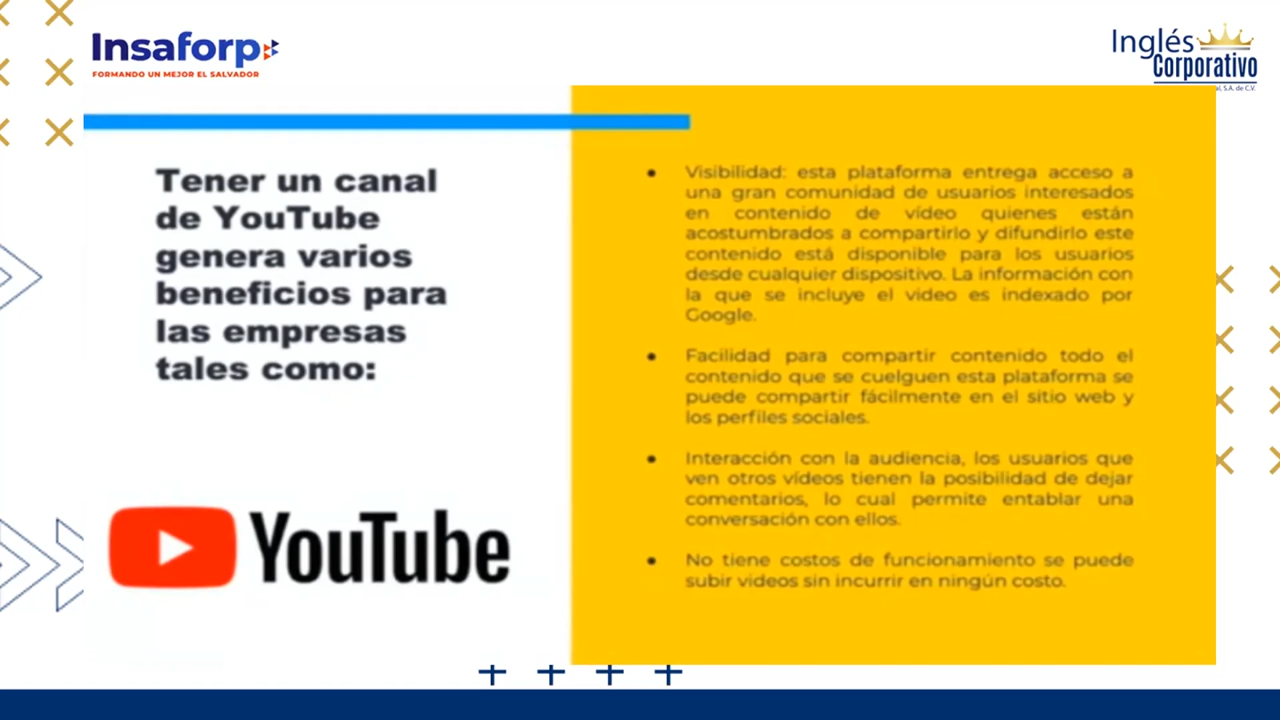 Insaforp
FORMANDO UN MEJOR EL SALVADOR
Inglés
Corporativo
S.A. de C.V.
Tener un canal
de YouTube
genera varios
beneficios para
las empresas
tales como:
YouTube
• Visibilidad: esta plataforma entrega acceso a
una gran comunidad de usuarios interesados
en contenido de vídeo quienes están
acostumbrados a compartirlo y difundirlo este
contenido está disponible para los usuarios
desde cualquier dispositivo. La información con
la que se incluye el video es indexado por
Google.
• Facilidad para compartir contenido todo el
contenido que se cuelguen esta plataforma se
puede compartir fácilmente en el sitio web y
los perfiles sociales.
• Interacción con la audiencia, los usuarios que
ven otros vídeos tienen la posibilidad de dejar
comentarios, lo cual permite entablar una
conversación con ellos.
• No tiene costos de funcionamiento se puede
subir videos sin incurrir en ningún costo.